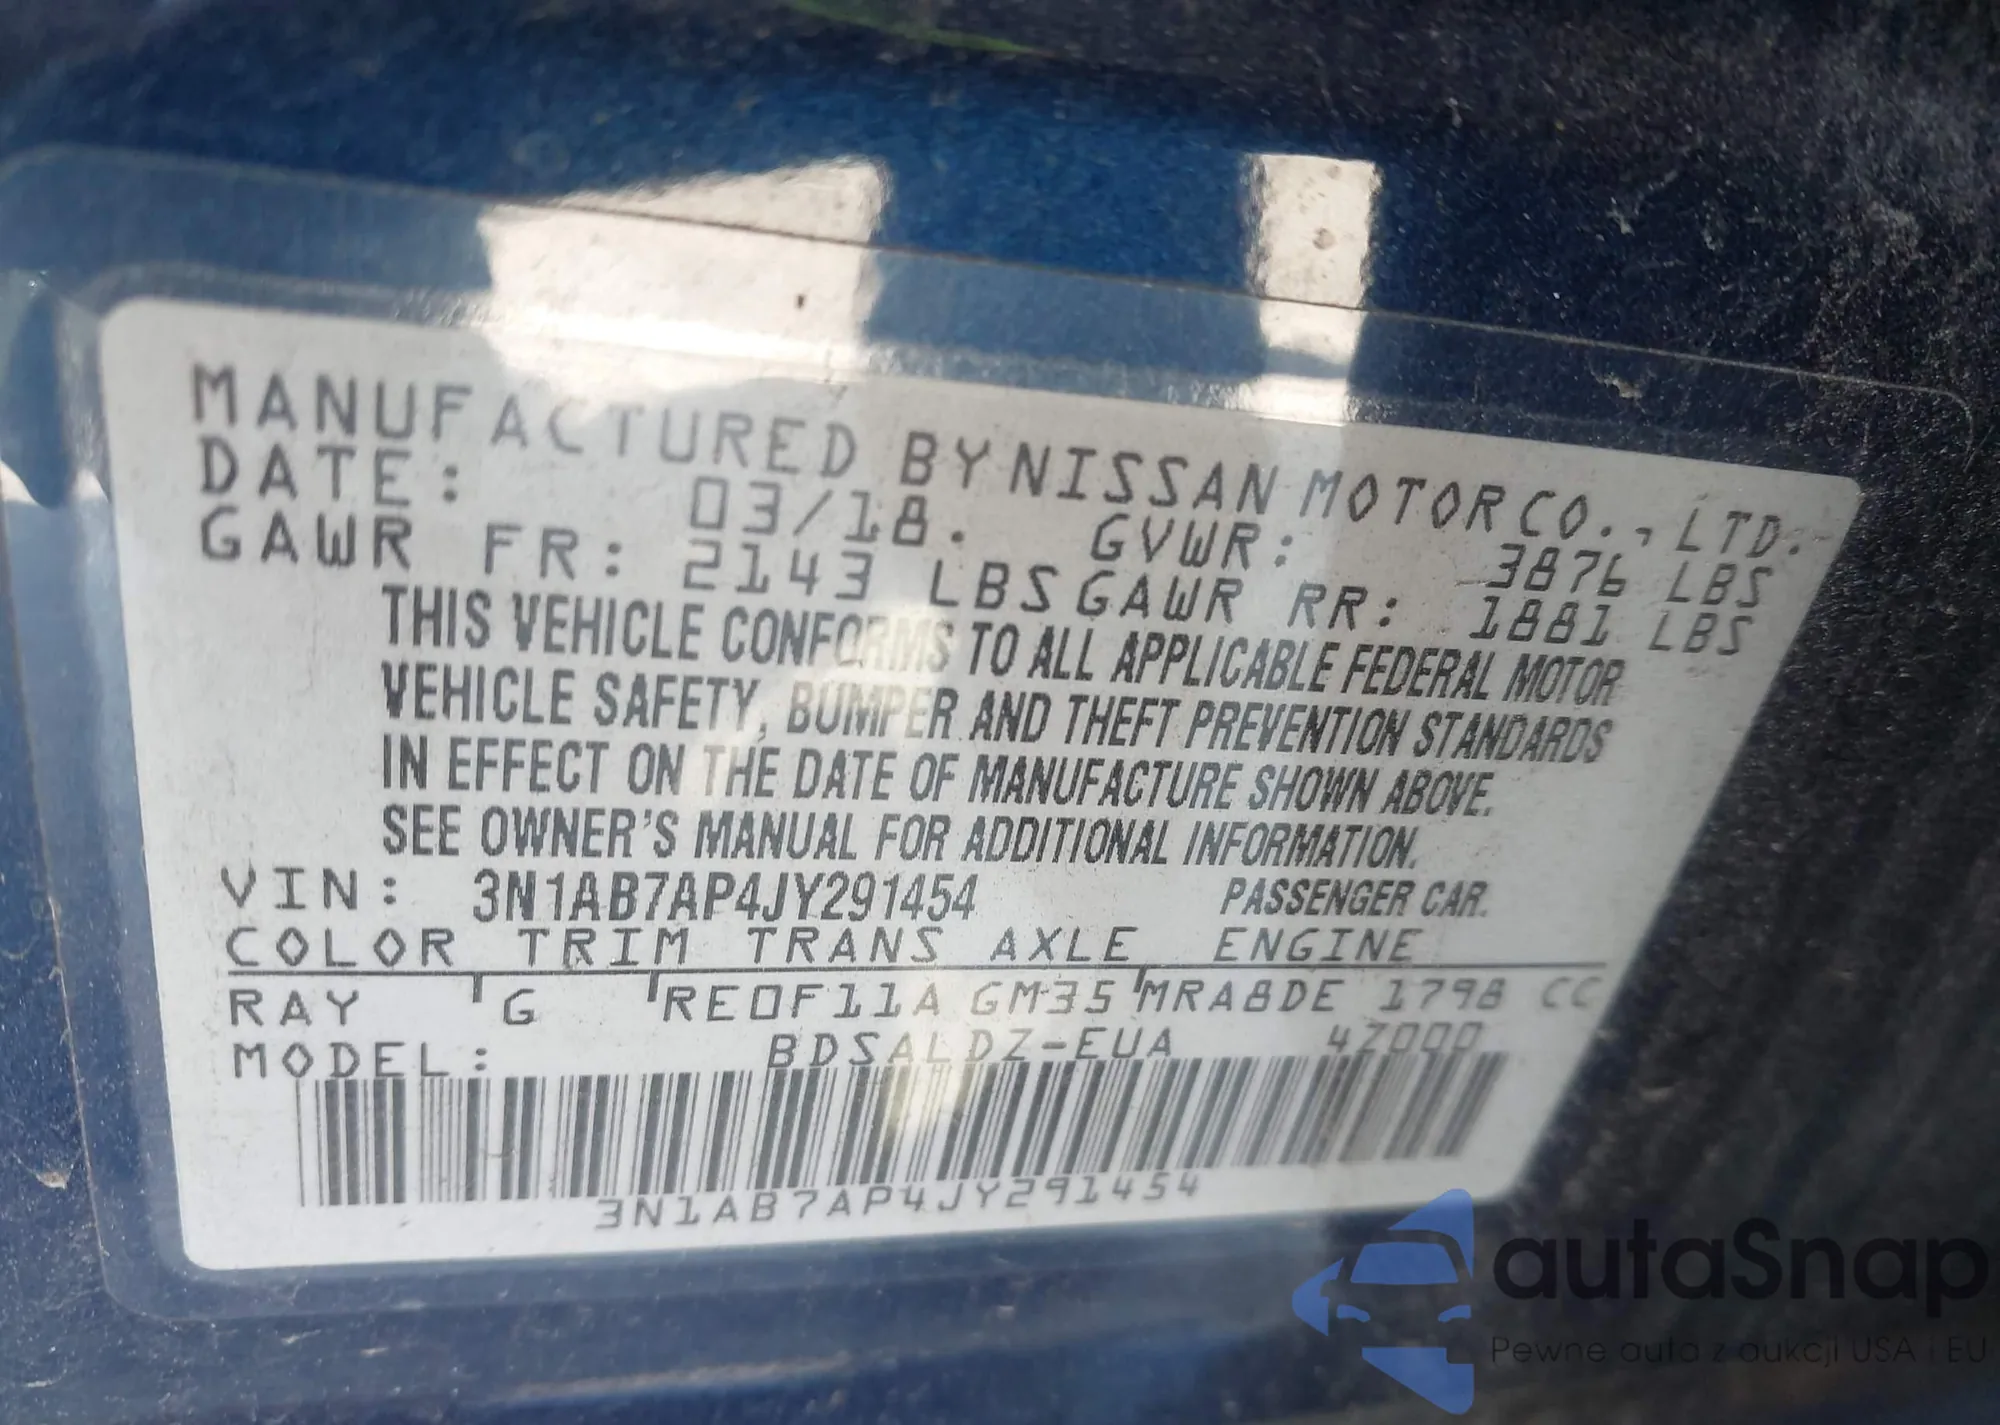 MANUFACTURED BY NISSAN MOTOR CO., LTD.
DATE: 03/18. GVWR: 3876 LBS
GAWR FR: 2143 LBS GAWR RR: 1881 LBS
THIS VEHICLE CONFORMS TO ALL APPLICABLE FEDERAL MOTOR
VEHICLE SAFETY, BUMPER AND THEFT PREVENTION STANDARDS
IN EFFECT ON THE DATE OF MANUFACTURE SHOWN ABOVE.
SEE OWNER'S MANUAL FOR ADDITIONAL INFORMATION.
VIN: 3N1AB7AP4JY291454 PASSENGER CAR.
COLOR TRIM TRANS AXLE ENGINE
RAY G RE0F11A GM35 MRA8DE 1798 CC
MODEL: BDSALDZ-EUA 4Z000
3N1AB7AP4JY291454
autaSnap
Pewne auta z aukcji USA i EU